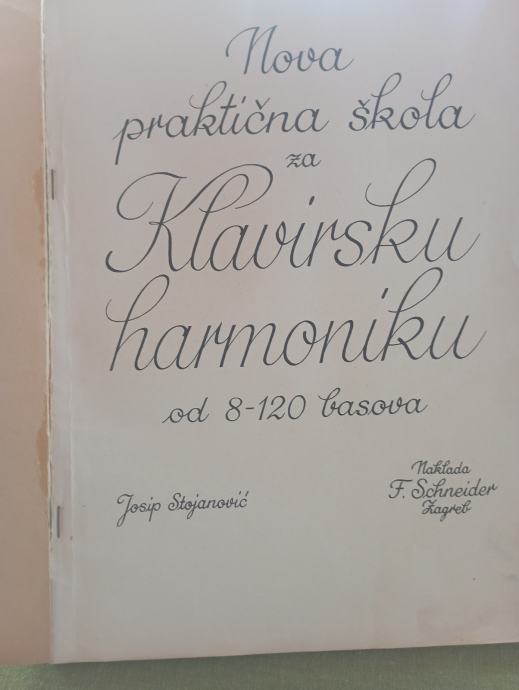 Nova
praktična škola
za
Klavirsku
harmoniku
od 8-120 basova
Josip Stojanović
Naklada
F. Schneider
Zagreb